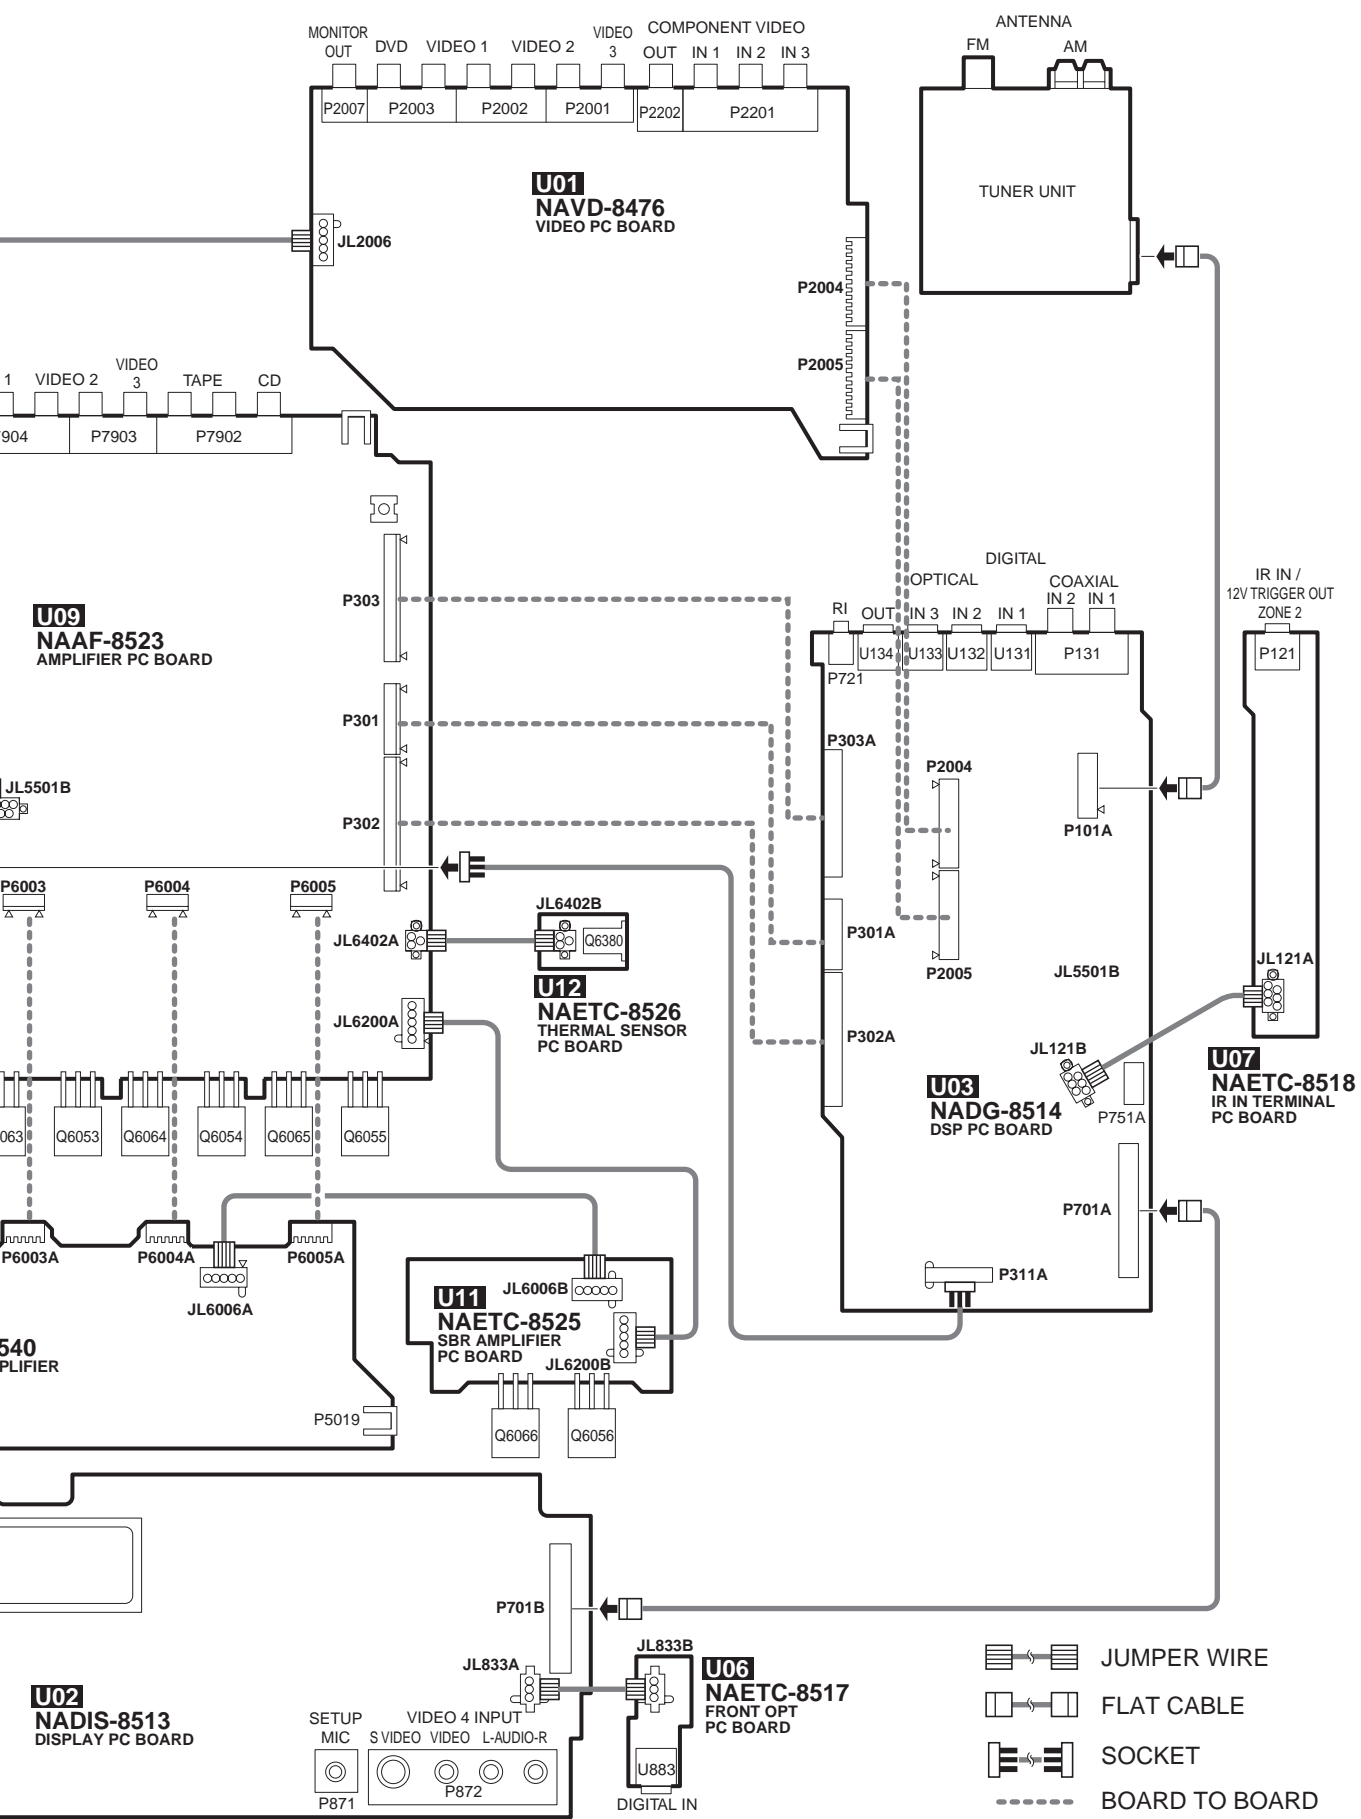 MONITOR
OUT
DVD
VIDEO 1
VIDEO 2
VIDEO
3
COMPONENT VIDEO
OUT
IN 1
IN 2
IN 3
P2007
P2003
P2002
P2001
P2202
P2201
ANTENNA
FM
AM
TUNER UNIT
U01
NAVD-8476
VIDEO PC BOARD
JL2006
P2004
P2005
1
VIDEO 2
VIDEO
3
TAPE
CD
7904
P7903
P7902
U09
NAAF-8523
AMPLIFIER PC BOARD
P303
P301
P302
JL5501B
P6003
P6004
P6005
JL6402A
JL6200A
JL6402B
Q6380
U12
NAETC-8526
THERMAL SENSOR
PC BOARD
DIGITAL
OPTICAL
COAXIAL
RI
OUT
IN 3
IN 2
IN 1
IN 2
IN 1
U134
U133
U132
U131
P131
P721
P303A
P2004
P101A
P301A
P2005
JL5501B
P302A
JL121B
U03
NADG-8514
DSP PC BOARD
P751A
P701A
P311A
IR IN /
12V TRIGGER OUT
ZONE 2
P121
JL121A
U07
NAETC-8518
IR IN TERMINAL
PC BOARD
063
Q6053
Q6064
Q6054
Q6065
Q6055
P6003A
P6004A
P6005A
JL6006A
540
PLIFIER
P5019
JL6006B
U11
NAETC-8525
SBR AMPLIFIER
PC BOARD
JL6200B
Q6066
Q6056
P701B
JL833A
JL833B
U06
NAETC-8517
FRONT OPT
PC BOARD
U883
DIGITAL IN
U02
NADIS-8513
DISPLAY PC BOARD
SETUP
MIC
P871
VIDEO 4 INPUT
S VIDEO
VIDEO
L-AUDIO-R
P872
JUMPER WIRE
FLAT CABLE
SOCKET
BOARD TO BOARD